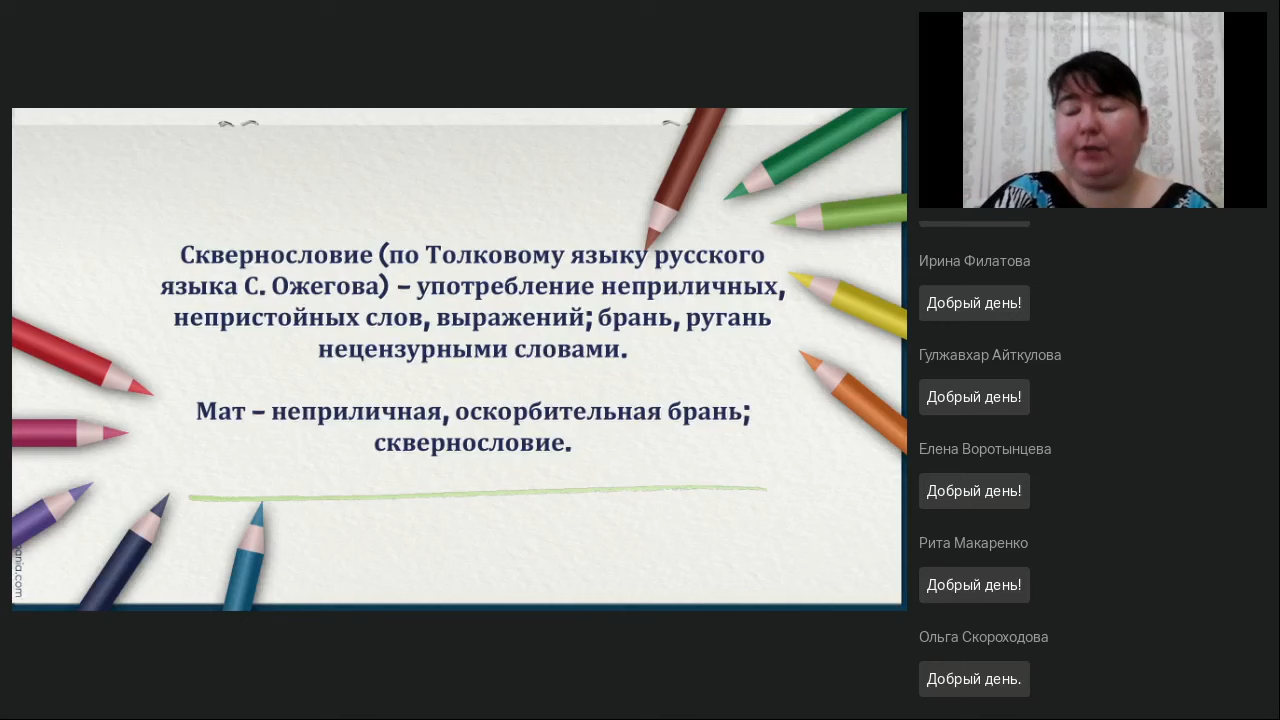 Сквернословие (по Толковому языку русского
языка С. Ожегова) – употребление неприличных,
непристойных слов, выражений; брань, ругань
нецензурными словами.
Мат – неприличная, оскорбительная брань;
сквернословие.
Ирина Филатова
Добрый день!
Гулжавхар Айткулова
Добрый день!
Елена Воротынцева
Добрый день!
Рита Макаренко
Добрый день!
Ольга Скороходова
Добрый день.